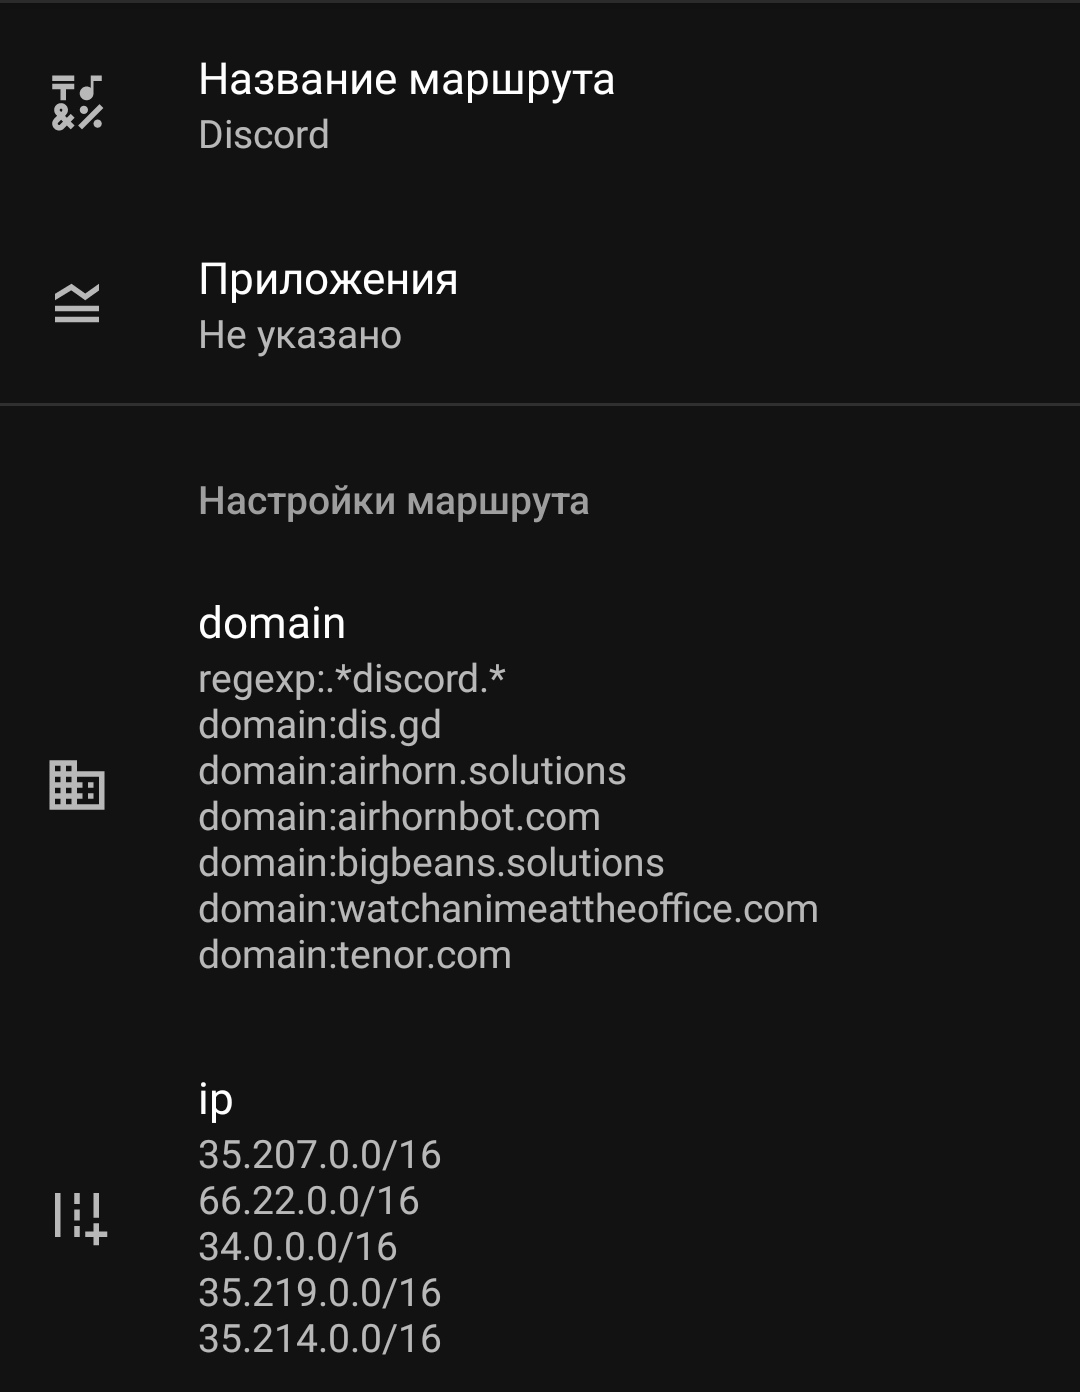 Название маршрута
Discord
Приложения
Не указано
Настройки маршрута
domain
regexp:.*discord.*
domain:dis.gd
domain:airhorn.solutions
domain:airhornbot.com
domain:bigbeans.solutions
domain:watchanimeattheoffice.com
domain:tenor.com
ip
35.207.0.0/16
66.22.0.0/16
34.0.0.0/16
35.219.0.0/16
35.214.0.0/16